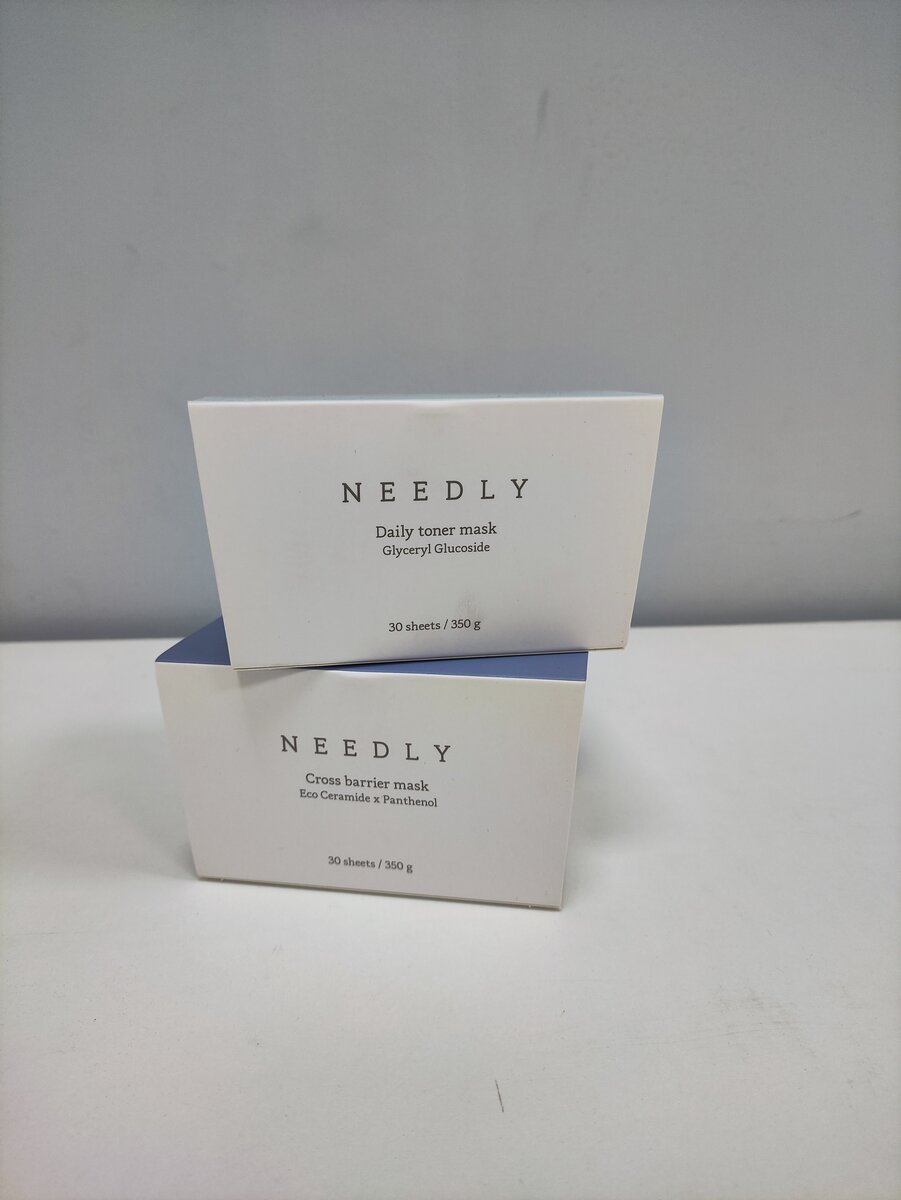 NEEDLY
Daily toner mask
Glyceryl Glucoside
30 sheets / 350 g
NEEDLY
Cross barrier mask
Eco Ceramide x Panthenol
30 sheets / 350 g